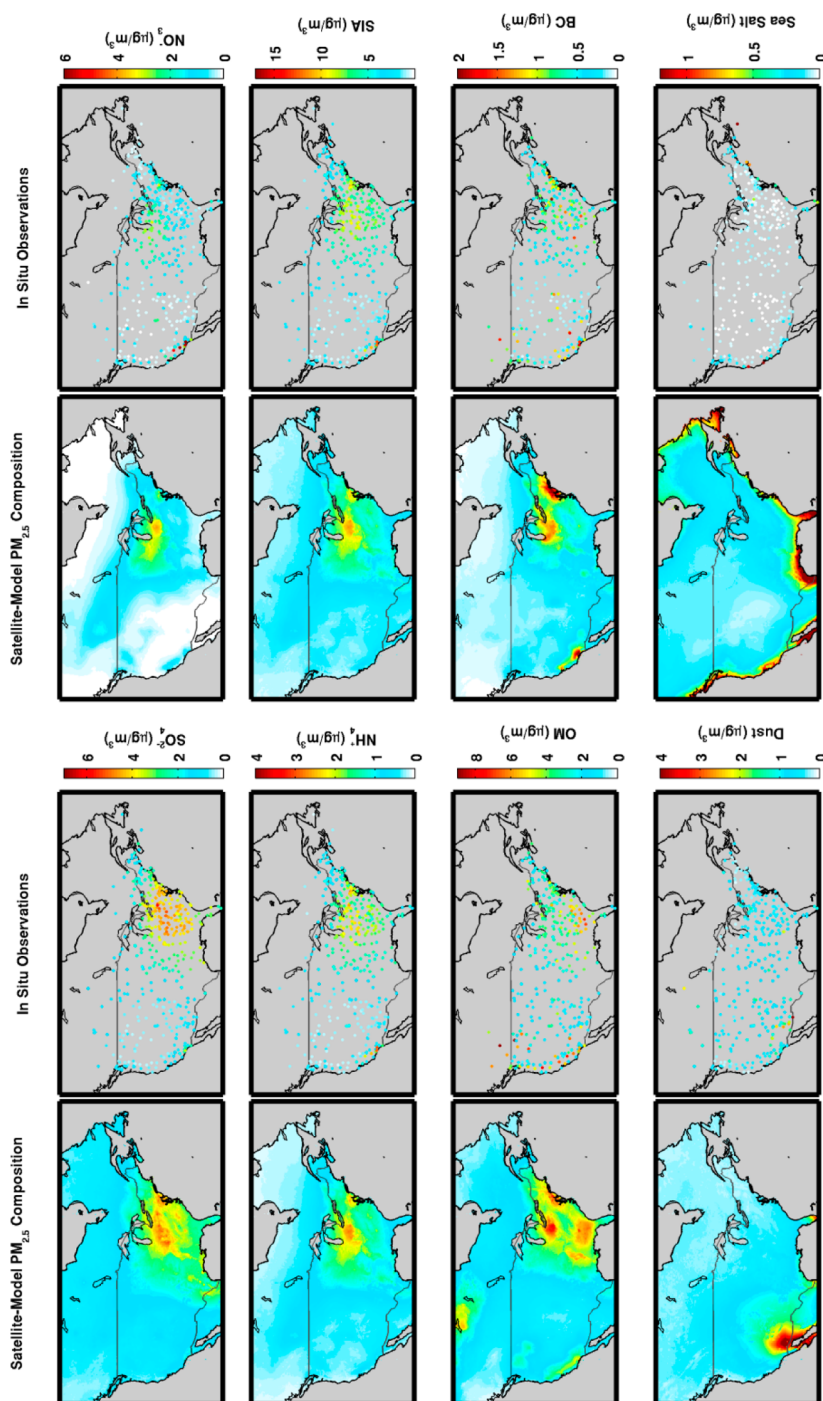 Satellite-Model PM2.5 Composition
In Situ Observations
Satellite-Model PM2.5 Composition
In Situ Observations
SO4²⁻ (μg/m³)
0
2
4
6
NO3⁻ (μg/m³)
0
2
4
6
NH4⁺ (μg/m³)
0
1
2
3
4
SIA (μg/m³)
5
10
15
OM (μg/m³)
0
2
4
6
8
BC (μg/m³)
0
0.5
1
1.5
2
Dust (μg/m³)
0
1
2
3
4
Sea Salt (μg/m³)
0
0.5
1